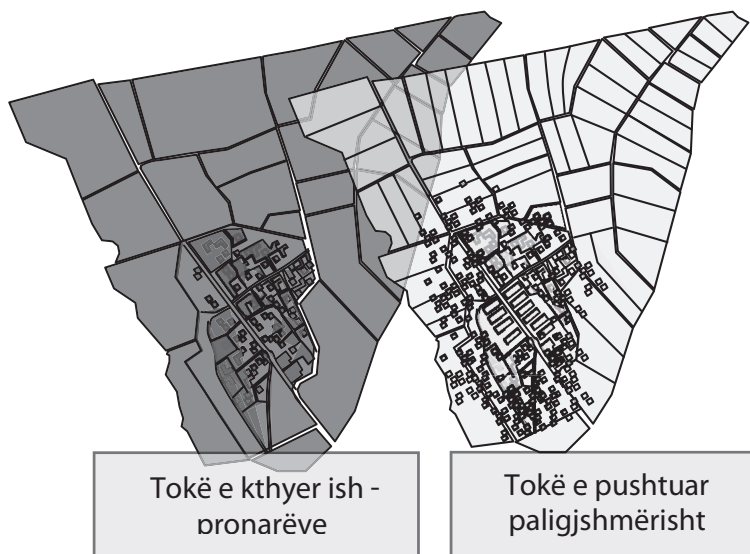 Tokë e kthyer ish -
pronarëve
Tokë e pushtuar
paligjshmërisht